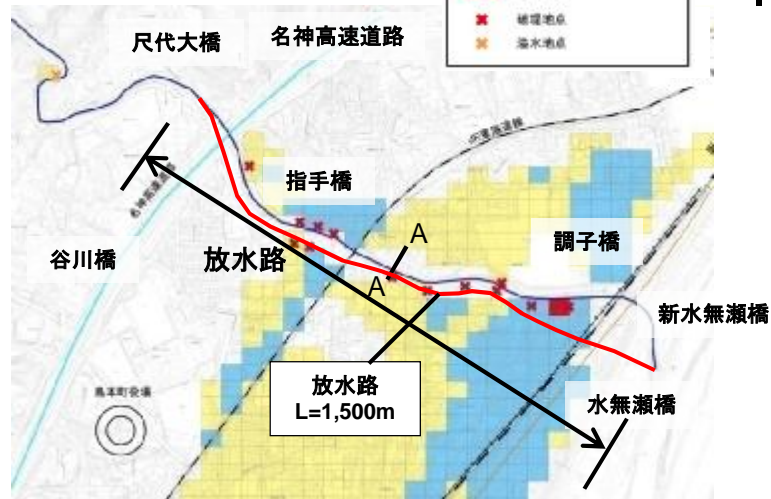 破堤地点
溢水地点
尺代大橋
名神高速道路
JR東海道線
指手橋
A
調子橋
名神高速道路
谷川橋
放水路
A
新水無瀬橋
放水路
L=1,500m
水無瀬橋
島本町役場